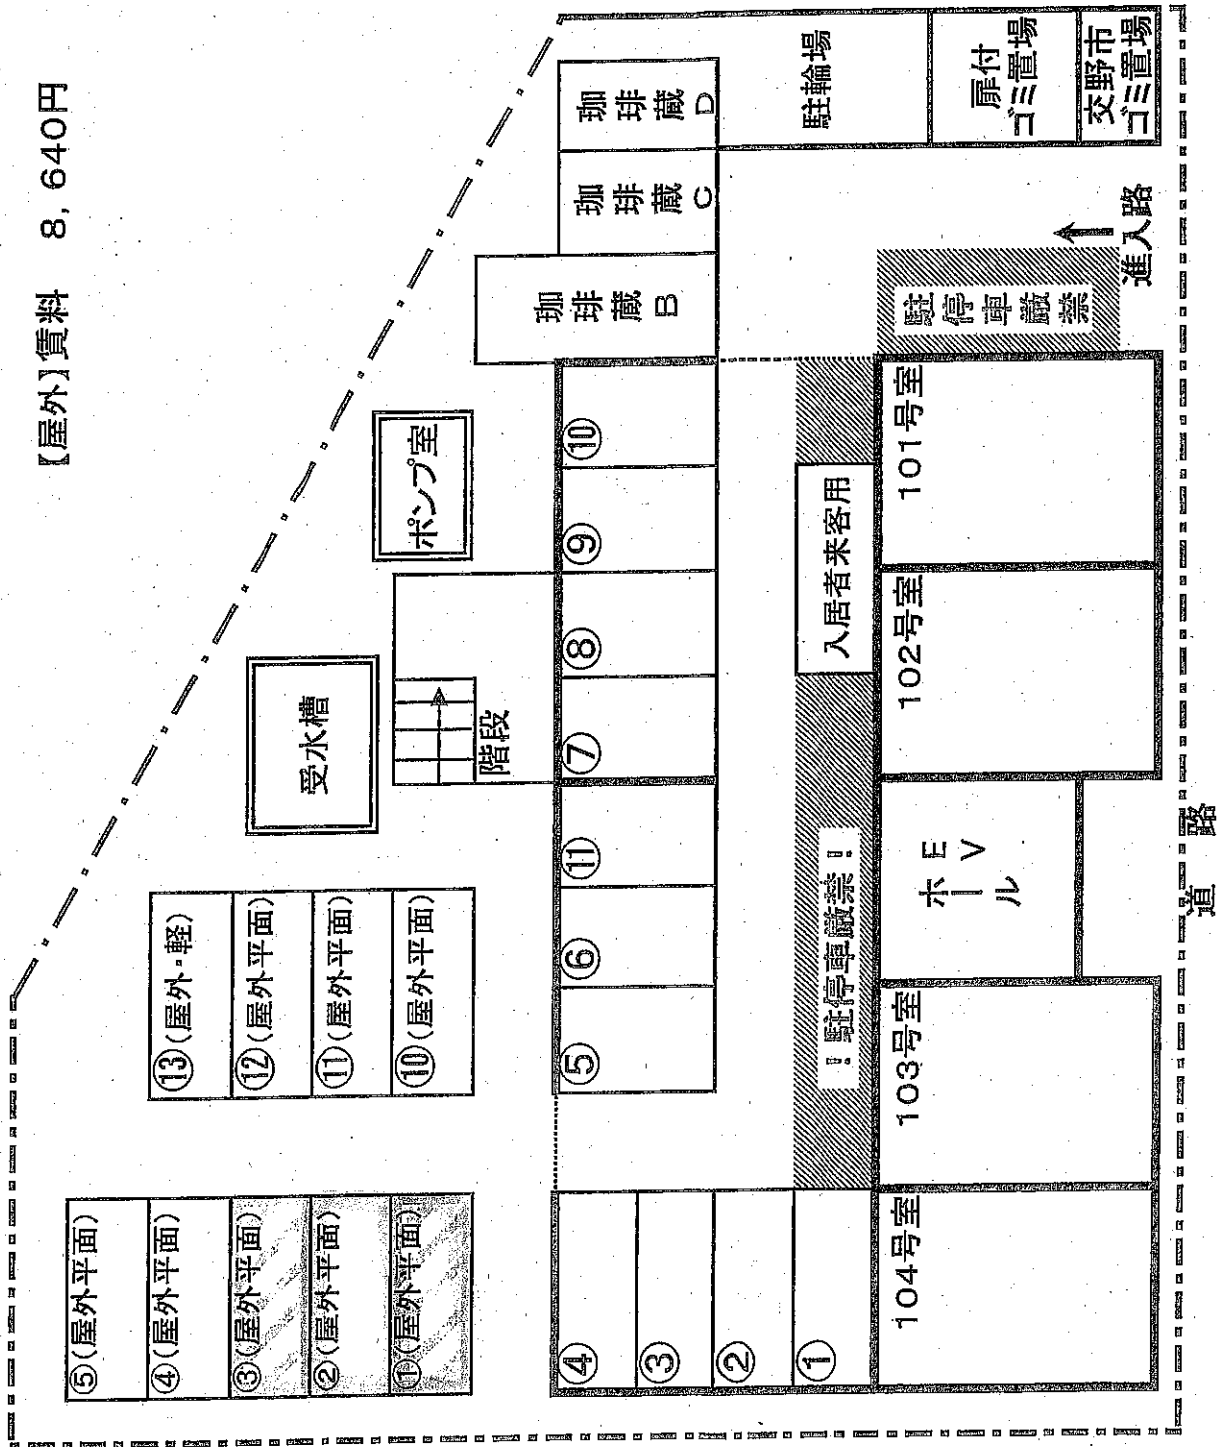 【屋外】賃料 8,640円
⑤(屋外平面)
④(屋外平面)
③(屋外平面)
②(屋外平面)
①(屋外平面)
⑬(屋外・軽)
⑫(屋外平面)
⑪(屋外平面)
⑩(屋外平面)
受水槽
ポンプ室
階段
珈琲蔵B
珈琲蔵C
珈琲蔵D
駐輪場
扉付
ゴミ置場
交野市
ゴミ置場
④
③
②
①
⑤
⑥
⑪
⑦
⑧
⑨
⑩
!!駐停車厳禁!!
入居者来客用
駐停車厳禁
進入路
104号室
103号室
EV
ホール
102号室
101号室
道路